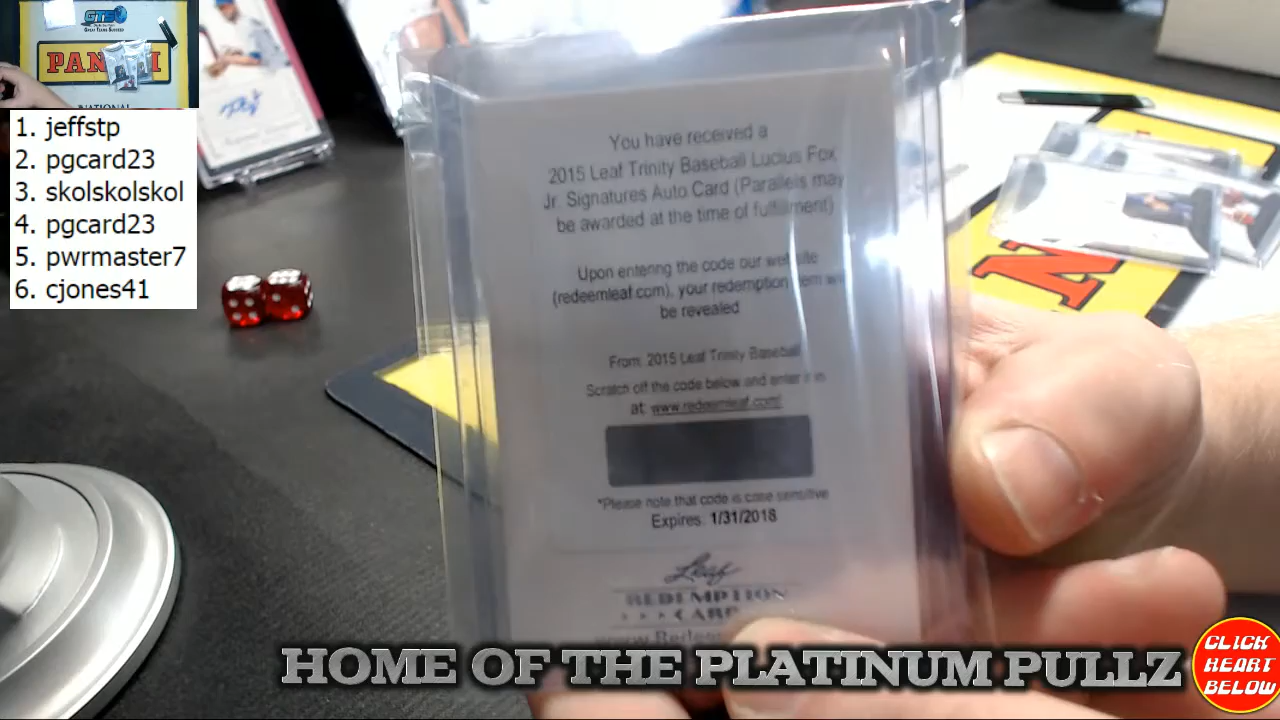 GTS
PANINI
NATIONAL
1. jeffstp
2. pgcard23
3. skolskolskol
4. pgcard23
5. pwrmaster7
6. cjones41
You have received a
2015 Leaf Trinity Baseball Lucius Fox
Jr. Signatures Auto Card (Parallels may
be awarded at the time of fulfillment)
Upon entering the code our website
(redeemleaf.com), your redemption item
be revealed
From: 2015 Leaf Trinity Baseball
Scratch off the code below and enter it
at: www.redeemleaf.com/
*Please note that code is case sensitive
Expires: 1/31/2018
Leaf
REDEMPTION
CARD
HOME OF THE PLATINUM PULLZ
CLICK
HEART
BELOW